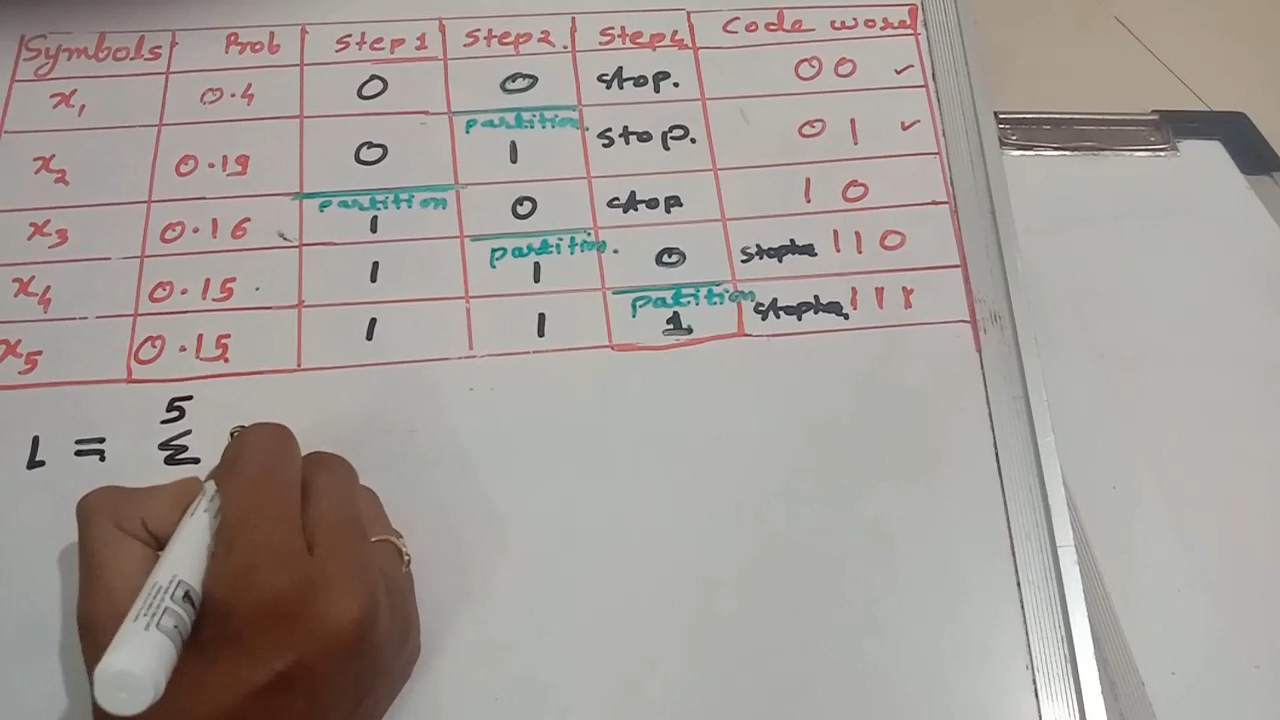 Symbols Prob Step 1 Step 2. Step 4 Code word
x1 0.4 0 0 stop. 00 ✓
partition.
x2 0.19 0 1 stop. 01 ✓
partition
x3 0.16 1 0 stop 10
partition.
x4 0.15 1 1 0 110
partition
x5 0.15 1 1 1 111
5
L = Σ